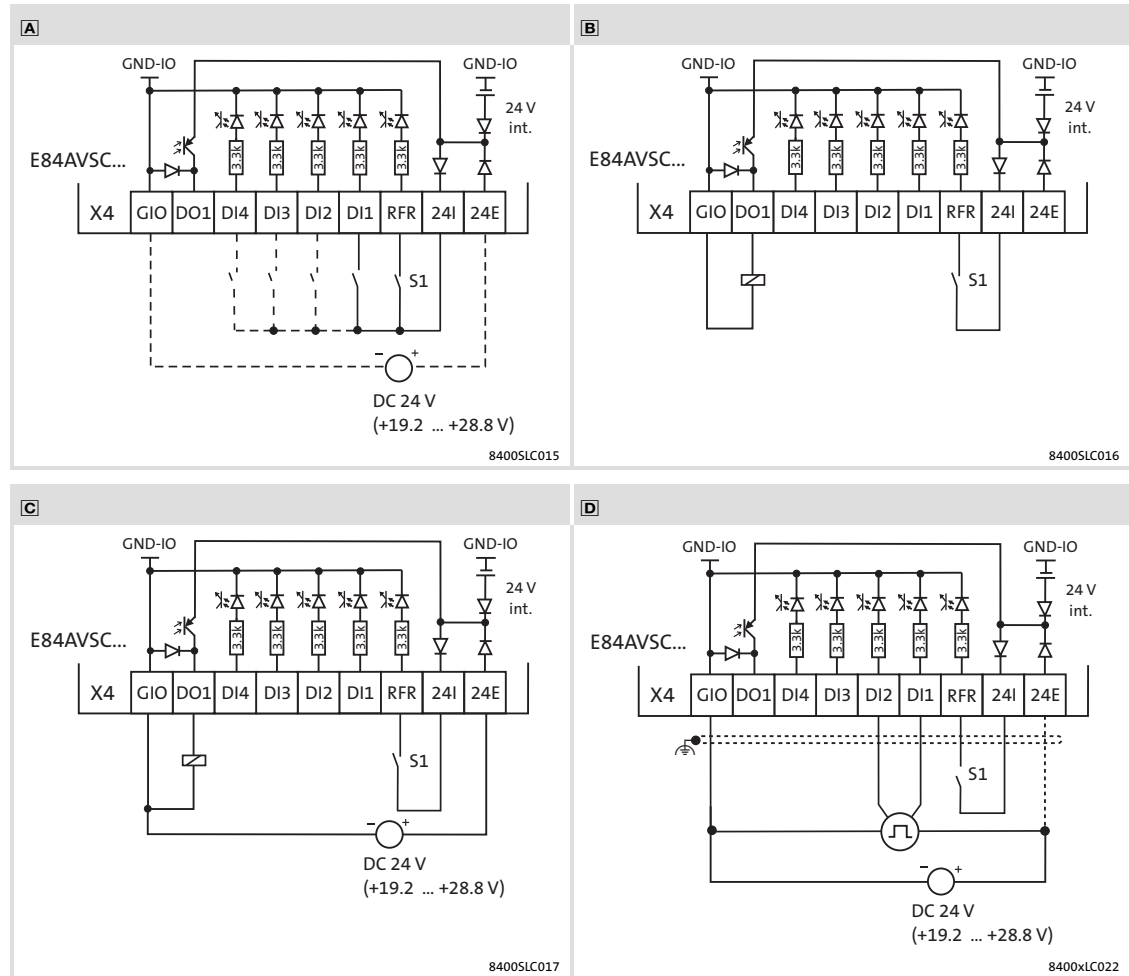 A
GND-IO GND-IO
24 V
int.
E84AVSC...
3.3k 3.3k 3.3k 3.3k 3.3k
X4 GIO DO1 DI4 DI3 DI2 DI1 RFR 24I 24E
S1
− +
DC 24 V
(+19.2 ... +28.8 V)
8400SLC015
B
GND-IO GND-IO
24 V
int.
E84AVSC...
3.3k 3.3k 3.3k 3.3k 3.3k
X4 GIO DO1 DI4 DI3 DI2 DI1 RFR 24I 24E
S1
8400SLC016
C
GND-IO GND-IO
24 V
int.
E84AVSC...
3.3k 3.3k 3.3k 3.3k 3.3k
X4 GIO DO1 DI4 DI3 DI2 DI1 RFR 24I 24E
S1
− +
DC 24 V
(+19.2 ... +28.8 V)
8400SLC017
D
GND-IO GND-IO
24 V
int.
E84AVSC...
3.3k 3.3k 3.3k 3.3k 3.3k
X4 GIO DO1 DI4 DI3 DI2 DI1 RFR 24I 24E
S1
− +
DC 24 V
(+19.2 ... +28.8 V)
8400xLC022